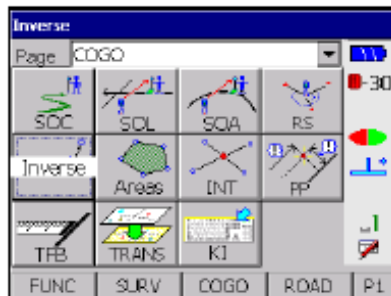 Inverse
Page COGO
-30
SOC SOL SOA RS
Inverse Areas INT PP
TFB TRANS KI
FUNC SURV COGO ROAD P1